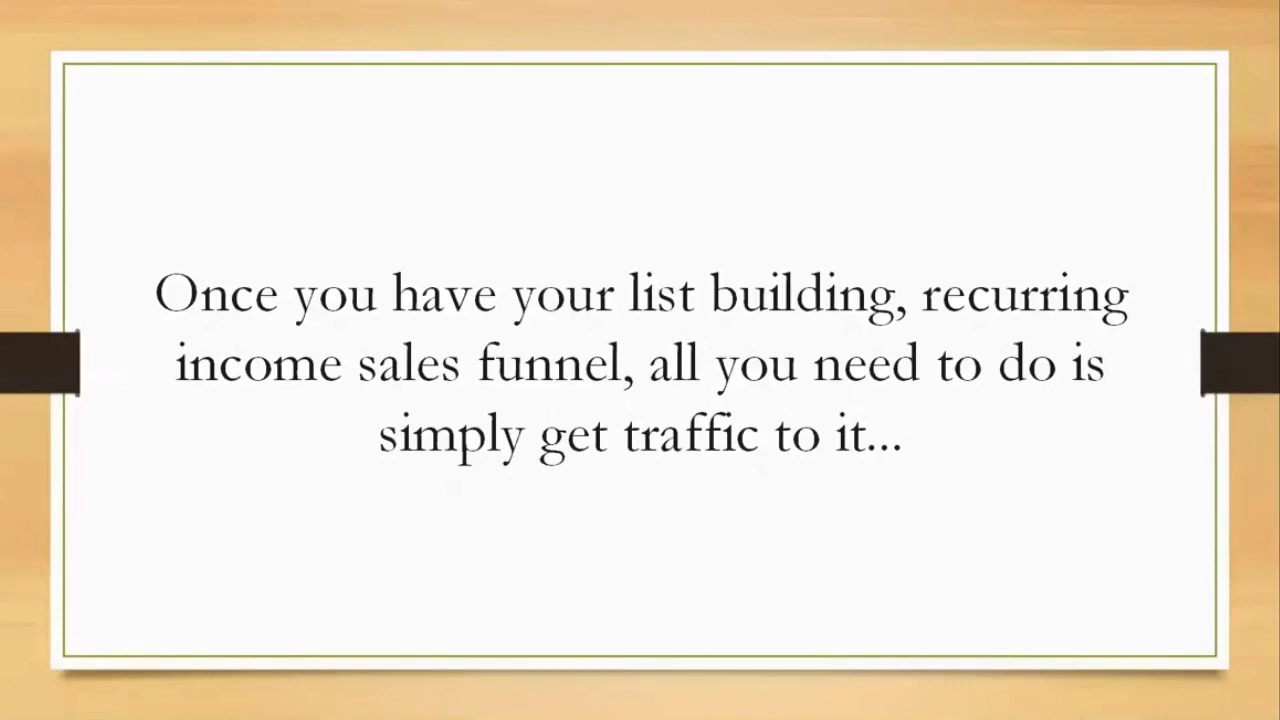 Once you have your list building, recurring
income sales funnel, all you need to do is
simply get traffic to it...